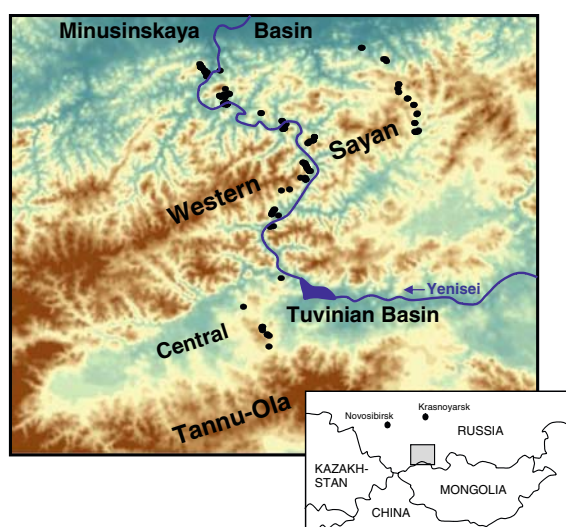 Minusinskaya Basin
Sayan
Western
← Yenisei
Tuvinian Basin
Central
Tannu-Ola
Krasnoyarsk
Novosibirsk
RUSSIA
KAZAKH-
STAN
MONGOLIA
CHINA